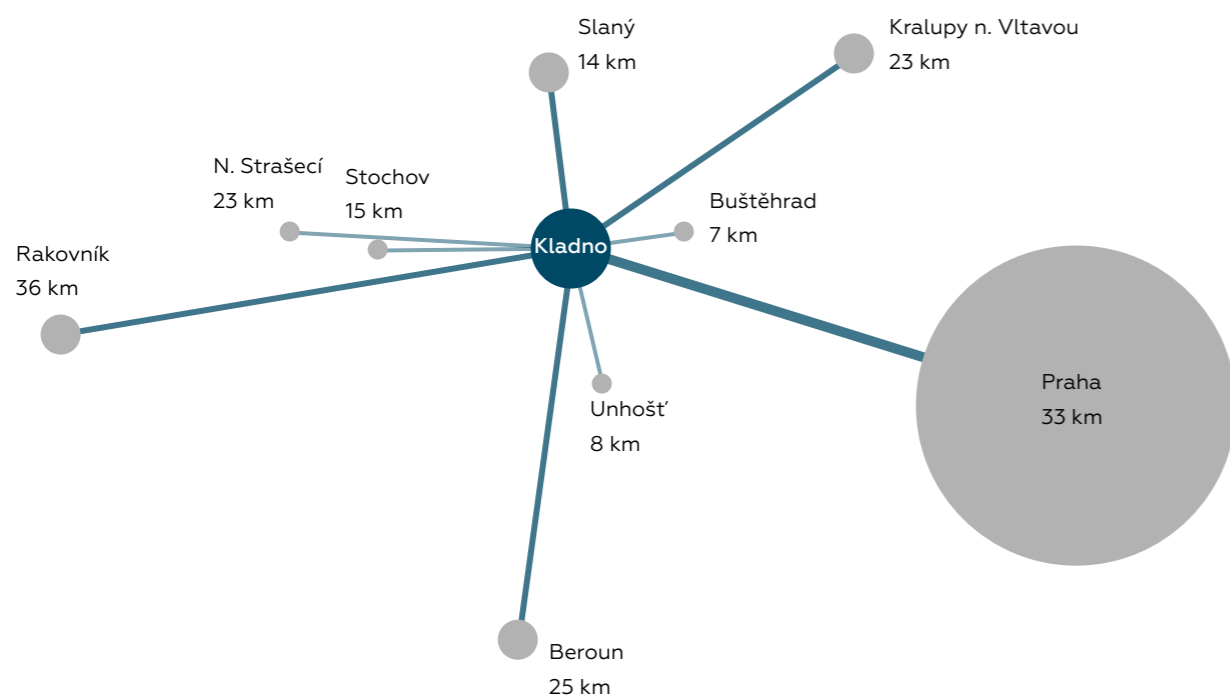 Slaný
14 km
Kralupy n. Vltavou
23 km
N. Strašecí
23 km
Stochov
15 km
Buštěhrad
7 km
Kladno
Rakovník
36 km
Praha
33 km
Unhošť
8 km
Beroun
25 km